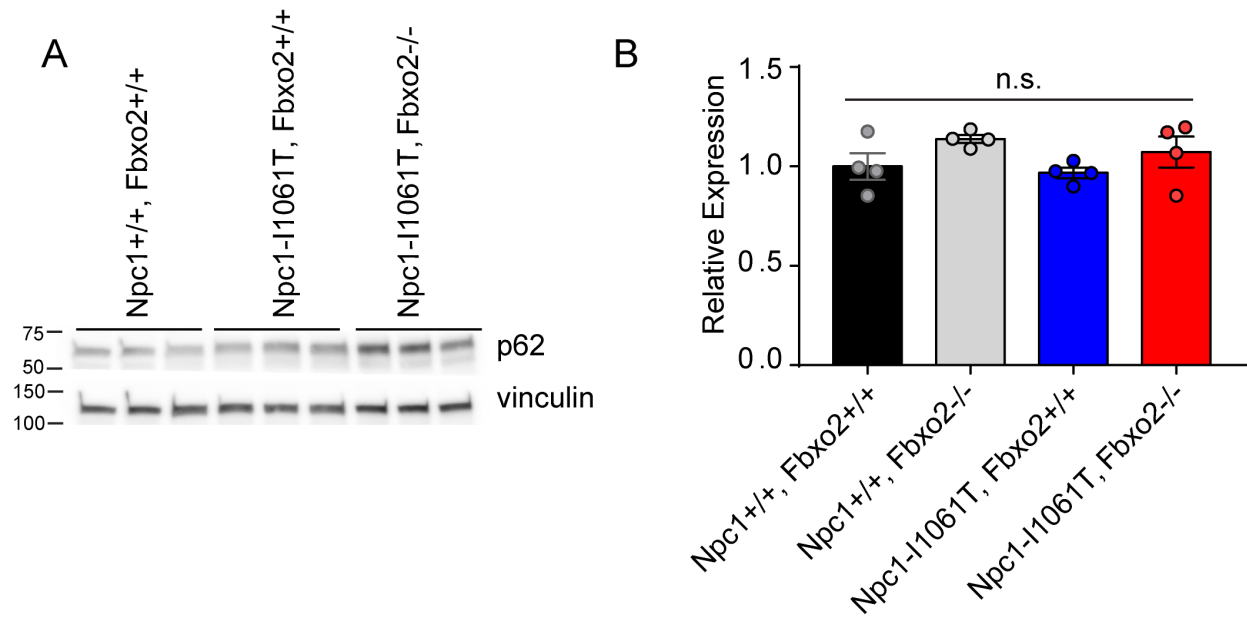 A
Npc1+/+, Fbxo2+/+
Npc1-I1061T, Fbxo2+/+
Npc1-I1061T, Fbxo2-/-
75
50
p62
150
100
vinculin
B
n.s.
Relative Expression
1.5
1.0
0.5
0.0
Npc1+/+, Fbxo2+/+
Npc1+/+, Fbxo2-/-
Npc1-I1061T, Fbxo2+/+
Npc1-I1061T, Fbxo2-/-